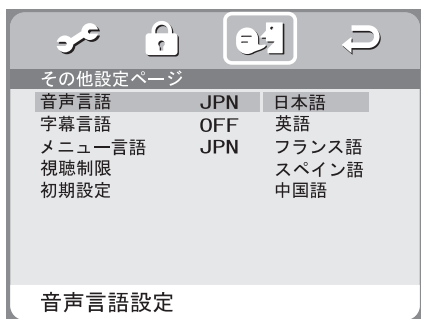 その他設定ページ
音声言語 JPN 日本語
字幕言語 OFF 英語
メニュー言語 JPN フランス語
視聴制限 スペイン語
初期設定 中国語
音声言語設定